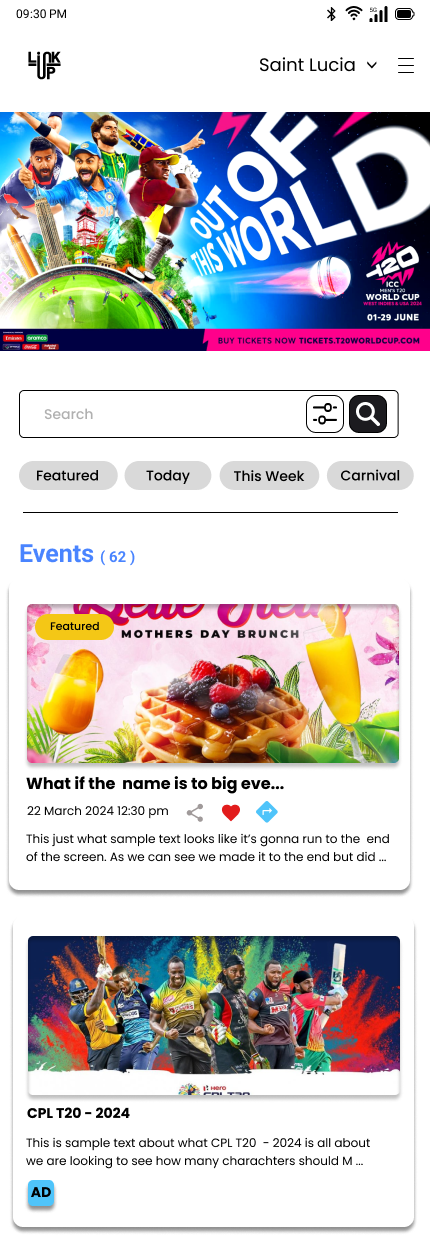 09:30 PM
5G
LINK
UP
Saint Lucia
OUT OF
THIS WORLD
T20
ICC
MEN'S T20
WORLD CUP
WEST INDIES & USA 2024
01-29 JUNE
Emirates
aramco
BUY TICKETS NOW TICKETS.T20WORLDCUP.COM
Search
Featured
Today
This Week
Carnival
Events ( 62 )
Featured
MOTHERS DAY BRUNCH
What if the name is to big eve...
22 March 2024 12:30 pm
This just what sample text looks like it's gonna run to the end
of the screen. As we can see we made it to the end but did ...
Hero
CPL T20
CPL T20 - 2024
This is sample text about what CPL T20 - 2024 is all about
we are looking to see how many charachters should M ...
AD